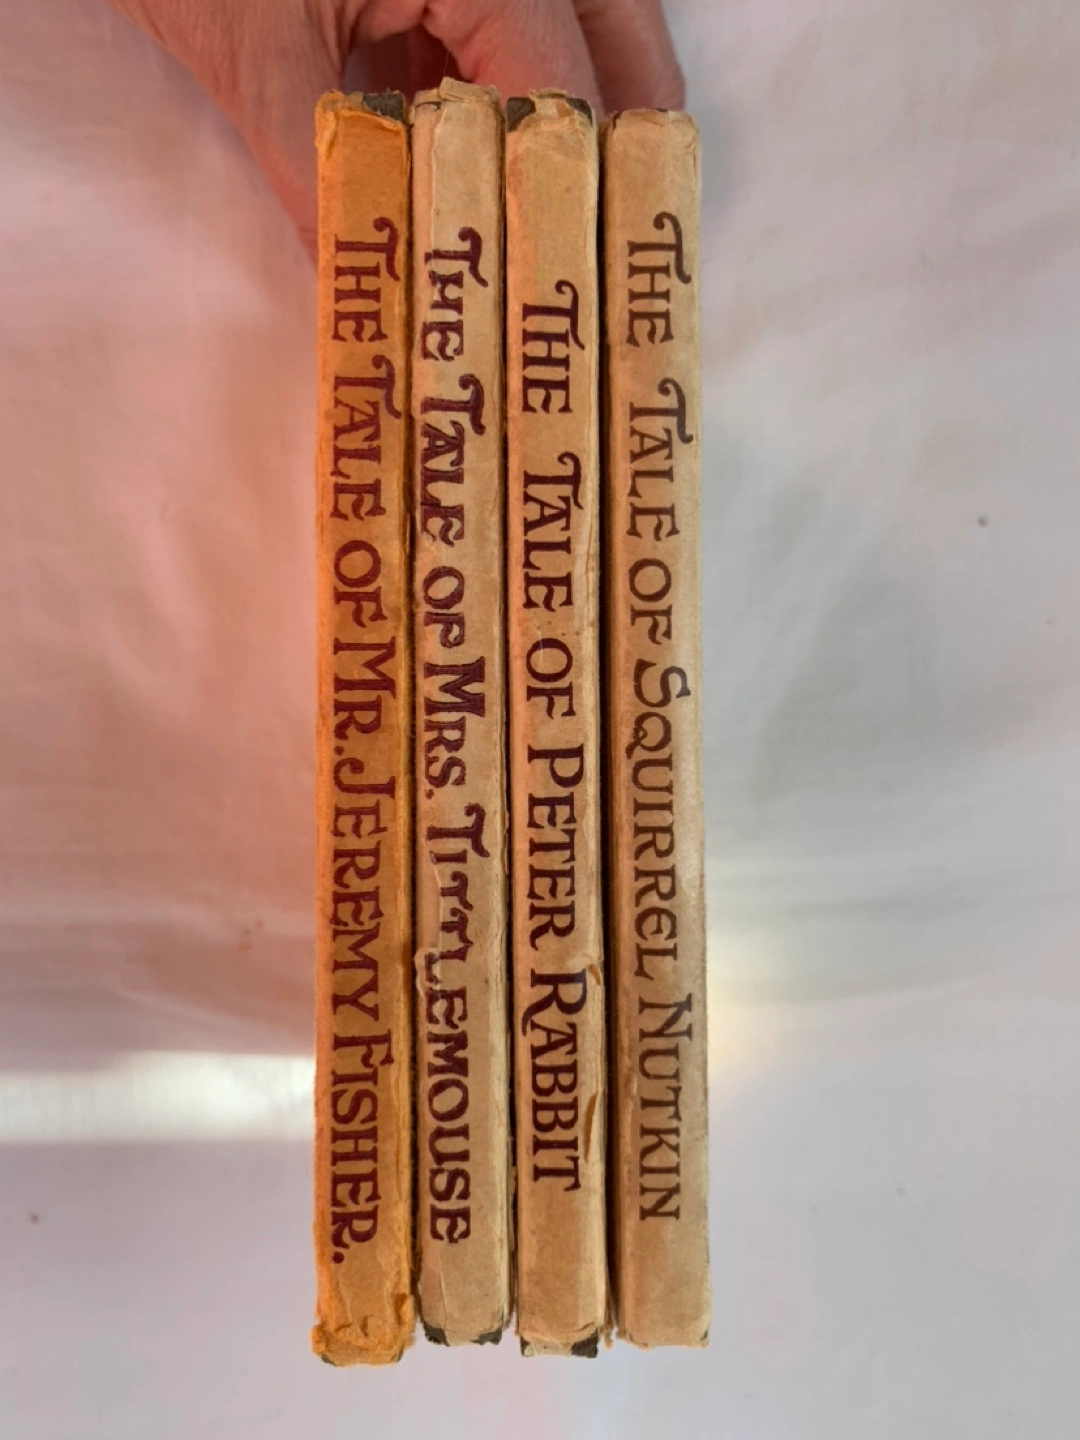 THE TALE OF MR. JEREMY FISHER.
THE TALE OF MRS. TITTLEMOUSE
THE TALE OF PETER RABBIT
THE TALE OF SQUIRREL NUTKIN